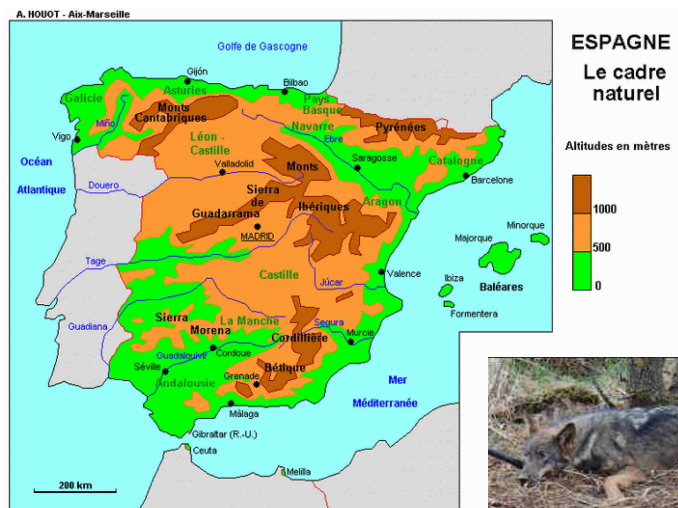 A. HOUOT - Aix-Marseille
Golfe de Gascogne
ESPAGNE
Le cadre
naturel
Altitudes en mètres
1000
500
0
Gijón
Bilbao
Asturies
Galicie
Monts
Cantabriques
Pays
Basque
Navarre
Pyrénées
Miño
Vigo
Léon -
Castille
Ebre
Saragosse
Catalogne
Barcelone
Océan
Atlantique
Valladolid
Monts
Ibériques
Douero
Sierra
de
Guadarrama
Aragon
MADRID
Minorque
Majorque
Tage
Castille
Júcar
Valence
Ibiza
Baléares
Formentera
Guadiana
Sierra
Morena
La Manche
Segura
Murcie
Cordillière
Bétique
Guadalquivir
Cordoue
Séville
Grenade
Andalousie
Màlaga
Mer
Méditerranée
Gibraltar (R.-U.)
Ceuta
Melilla
200 km